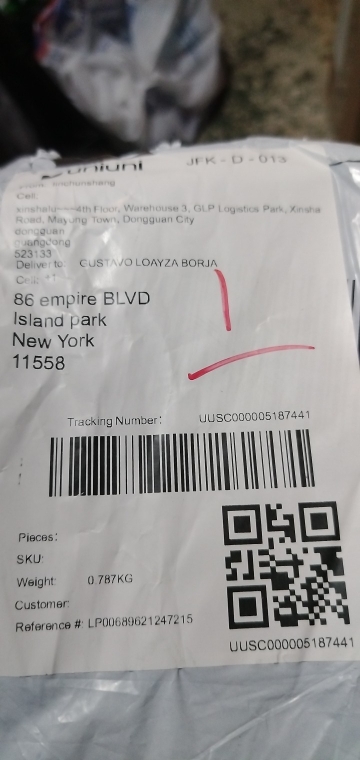 uniuni JFK - D - 013
Cell:
4th Floor, Warehouse 3, GLP Logistics Park, Xinsha
Road, Mayung Town, Dongguan City
dongguan
guangdong
523133
Deliver to: GUSTAVO LOAYZA BORJA
86 empire BLVD
Island park
New York
11558
Tracking Number: UUSC000005187441
Pieces:
SKU:
Weight: 0.787KG
Customer:
Reference #: LP00689621247215
UUSC000005187441